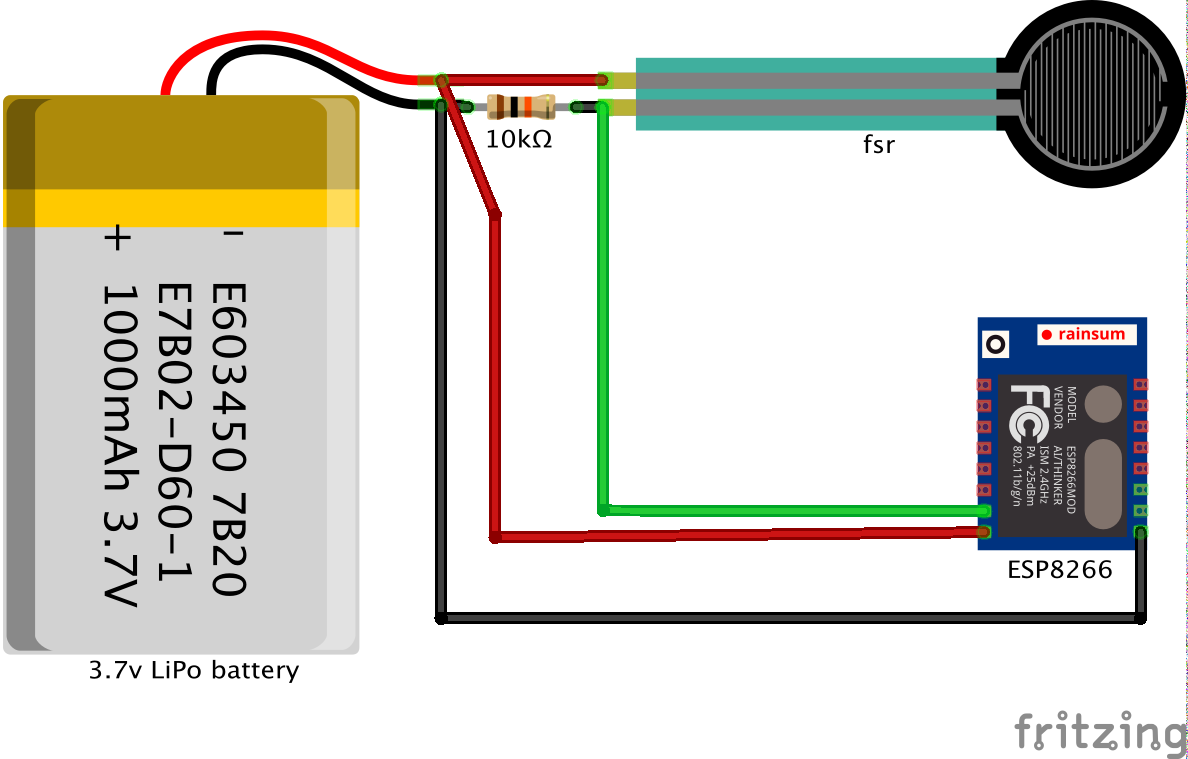 10kΩ
fsr
+ -
E603450 7B20
E7B02-D60-1
1000mAh 3.7V
3.7v LiPo battery
rainsum
FC
MODEL
VENDOR
ESP8266MOD
AI/THINKER
ISM 2.4GHz
PA +25dBm
802.11b/g/n
ESP8266
fritzing